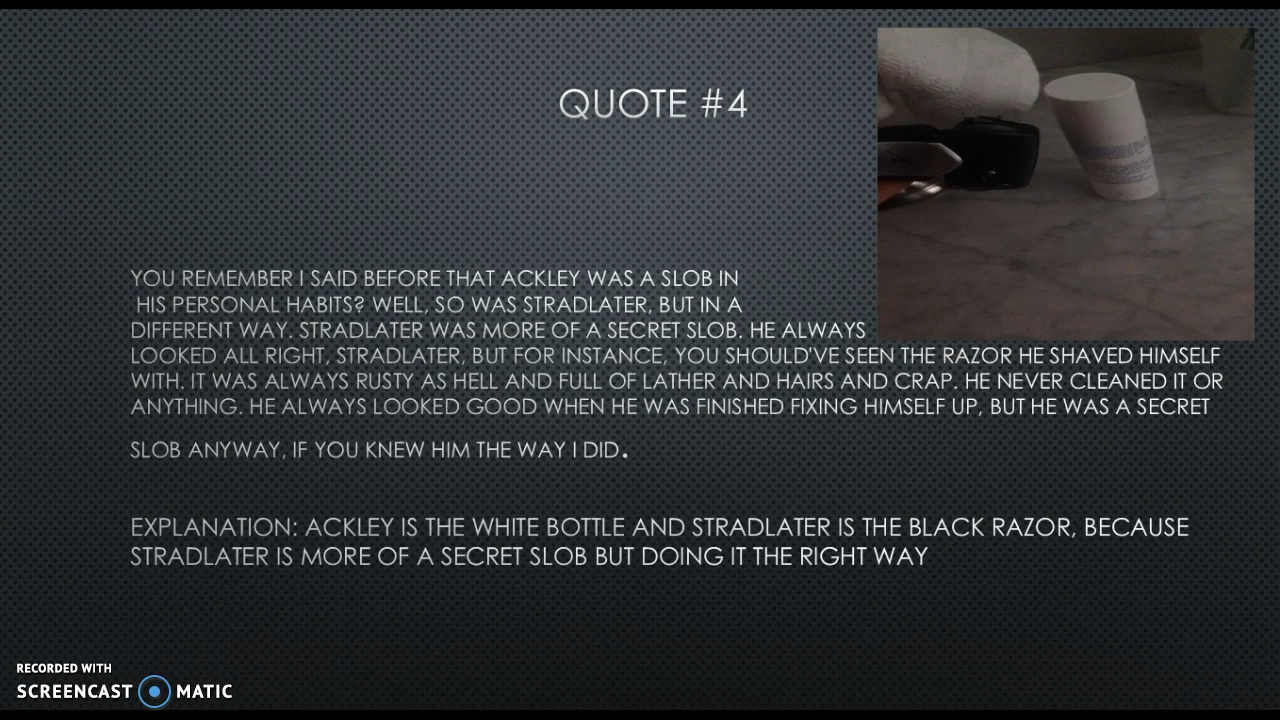 QUOTE #4
YOU REMEMBER I SAID BEFORE THAT ACKLEY WAS A SLOB IN
HIS PERSONAL HABITS? WELL, SO WAS STRADLATER, BUT IN A
DIFFERENT WAY. STRADLATER WAS MORE OF A SECRET SLOB. HE ALWAYS
LOOKED ALL RIGHT, STRADLATER, BUT FOR INSTANCE, YOU SHOULD'VE SEEN THE RAZOR HE SHAVED HIMSELF
WITH. IT WAS ALWAYS RUSTY AS HELL AND FULL OF LATHER AND HAIRS AND CRAP. HE NEVER CLEANED IT OR
ANYTHING. HE ALWAYS LOOKED GOOD WHEN HE WAS FINISHED FIXING HIMSELF UP, BUT HE WAS A SECRET
SLOB ANYWAY, IF YOU KNEW HIM THE WAY I DID.
EXPLANATION: ACKLEY IS THE WHITE BOTTLE AND STRADLATER IS THE BLACK RAZOR, BECAUSE
STRADLATER IS MORE OF A SECRET SLOB BUT DOING IT THE RIGHT WAY
RECORDED WITH
SCREENCAST MATIC